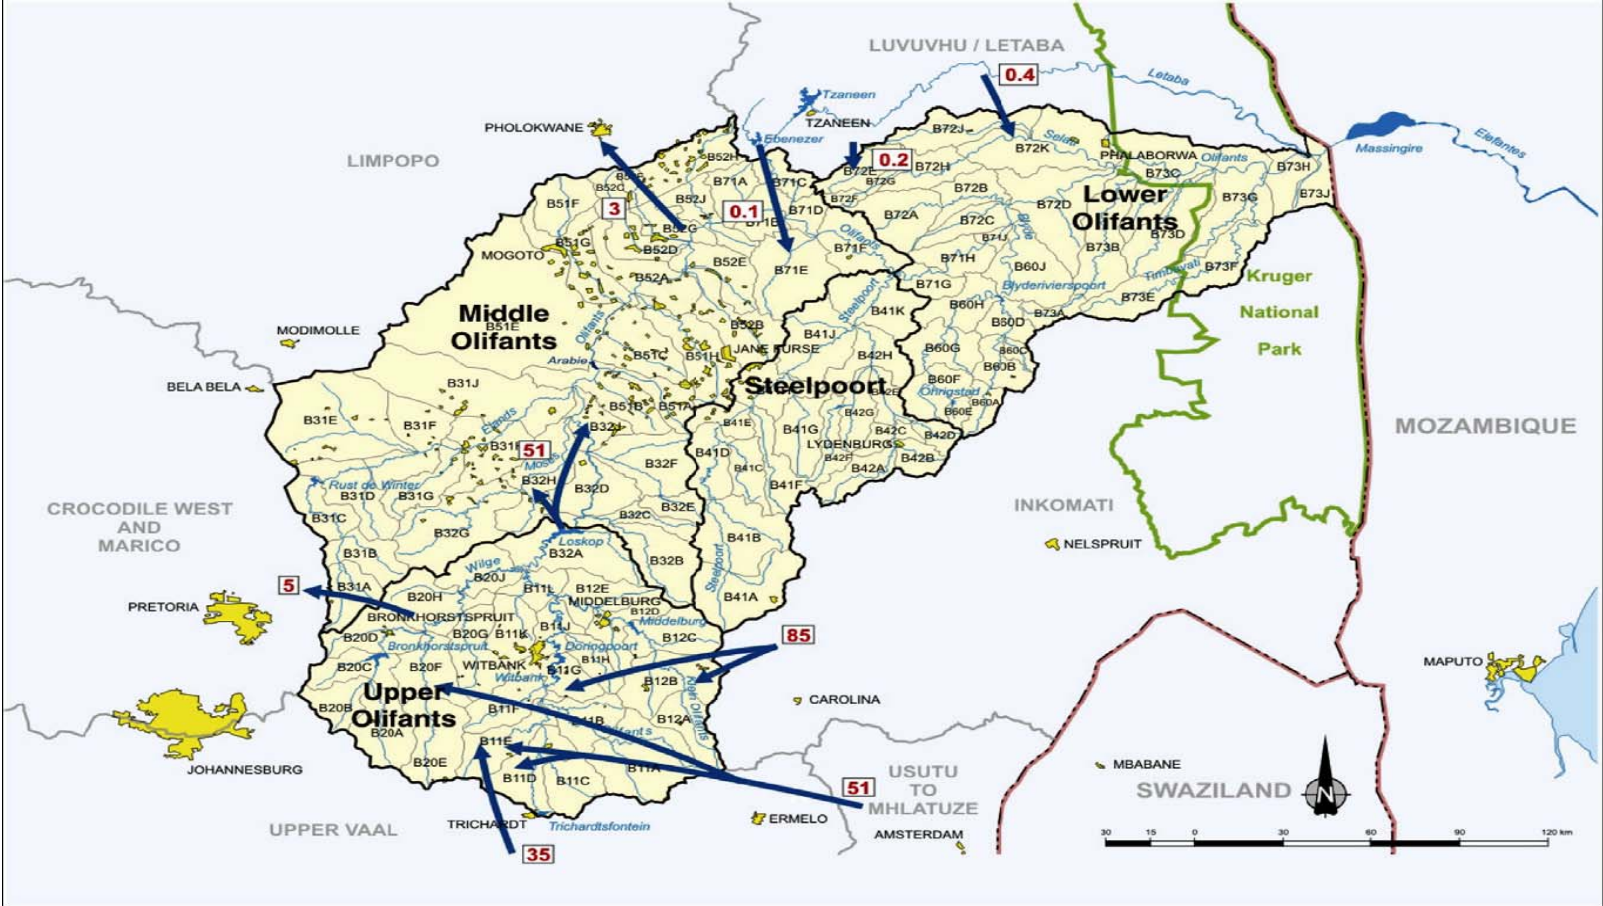 LUVUVHU / LETABA
0.4
Letaba
Tzaneen
TZANEEN
PHOLOKWANE
Ebenezer
B72J
Selati
B72K
Massingire
Elefantes
LIMPOPO
B52H
0.2
B72E
B72H
PHALABORWA
Olifants
B73H
B73C
B72G
B71A
B71C
B52C
B72B
B73J
B51F
B52J
B72F
B72D
Lower
Olifants
B73G
3
0.1
B71D
B72A
B72C
B52G
Blyde
B73D
B71J
Olifants
B51G
B52D
B71F
B73B
MOGOTO
B52E
B71H
B60J
Timbavati
B73F
B71E
B52A
Kruger
National
Park
B71G
Blyderivierspoort
B73E
Steelpoort
B60H
B41K
B73A
Middle
Olifants
B51E
Olifants
B52B
B60D
MODIMOLLE
B41J
JANE FURSE
B60G
B60C
Arabie
B51C
B51H
B42H
B60B
BELA BELA
B31J
Steelpoort
B60F
B42E
Ohrigstad
B60A
B51B
B51A
B60E
B42G
B31E
B31F
Elands
B32J
B41E
B41G
B42C
B42D
MOZAMBIQUE
51
LYDENBURG
B41D
B42F
B42B
Moses
B32F
B41C
B42A
Rust de Winter
B32H
B32D
B41F
B31D
B31G
CROCODILE WEST
AND
MARICO
B32E
B32C
INKOMATI
B31C
B32G
B41B
Loskop
NELSPRUIT
B31B
B32A
B32B
Wilge
Steelpoort
B20J
5
B31A
B11L
B12E
B20H
B41A
MIDDELBURG
PRETORIA
B12D
BRONKHORSTSPRUIT
Middelburg
B20D
B20G
B11K
B11J
B12C
85
Bronkhorstspruit
Doringpoort
B20C
B20F
WITBANK
B11H
B11G
MAPUTO
Witbank
B12B
Upper
Olifants
Klein Olifants
CAROLINA
B20B
B11F
B12A
B11B
B20A
Olifants
B11E
B20E
MBABANE
JOHANNESBURG
B11D
B11C
B11A
USUTU
TO
MHLATUZE
51
SWAZILAND
N
UPPER VAAL
TRICHARDT
Trichardtsfontein
ERMELO
AMSTERDAM
35
30 15 0 30 60 90 120 km